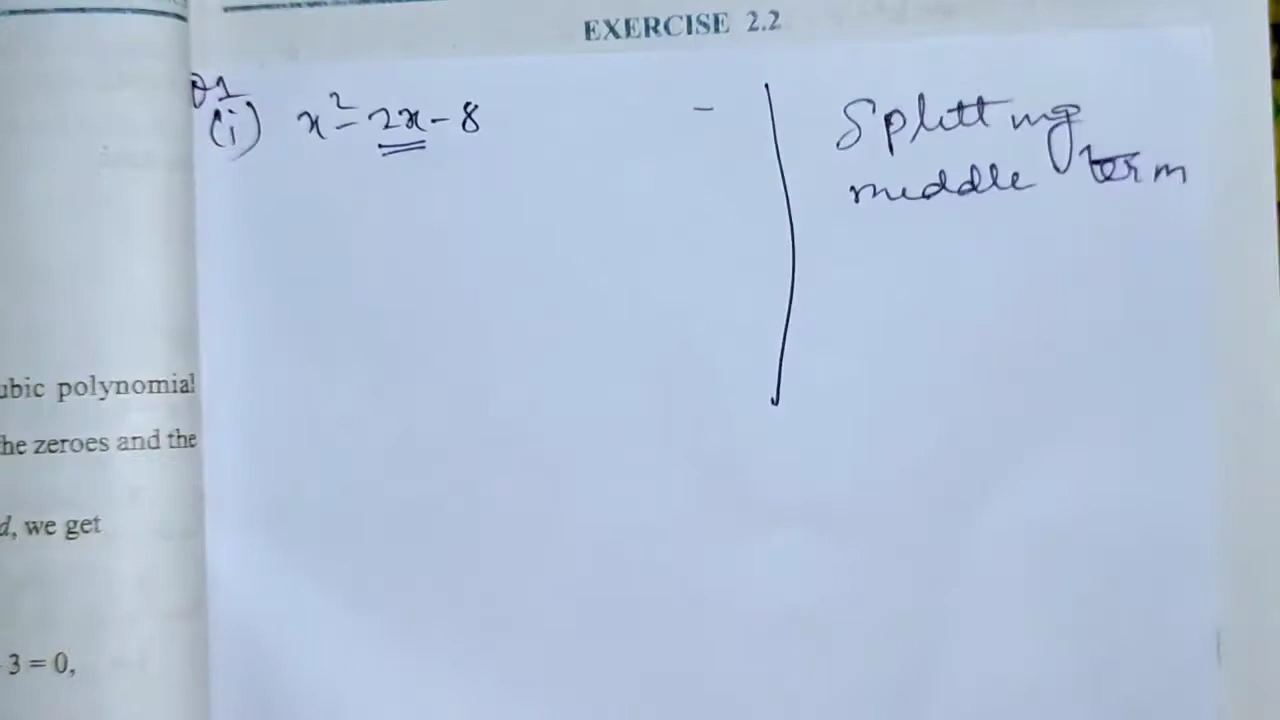 EXERCISE 2.2
Q1
(i) x² - 2x - 8
Splitting
middle term
ubic polynomial
he zeroes and the
d, we get
3 = 0,